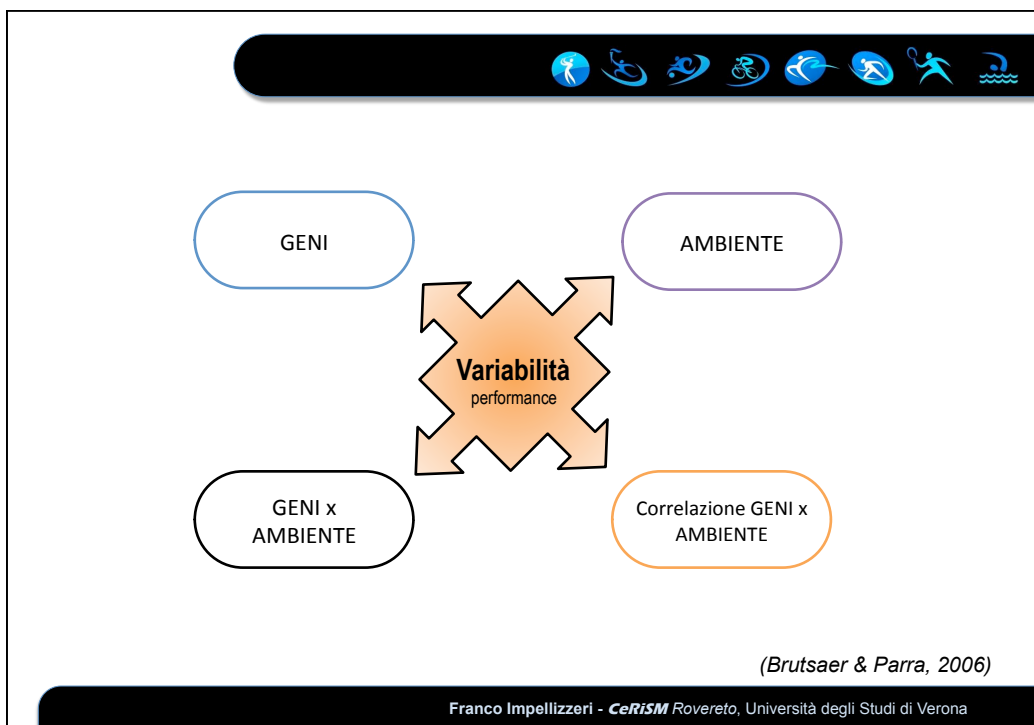 GENI
AMBIENTE
Variabilità
performance
GENI x
AMBIENTE
Correlazione GENI x
AMBIENTE
(Brutsaer & Parra, 2006)
Franco Impellizzeri - CeRiSM Rovereto, Università degli Studi di Verona